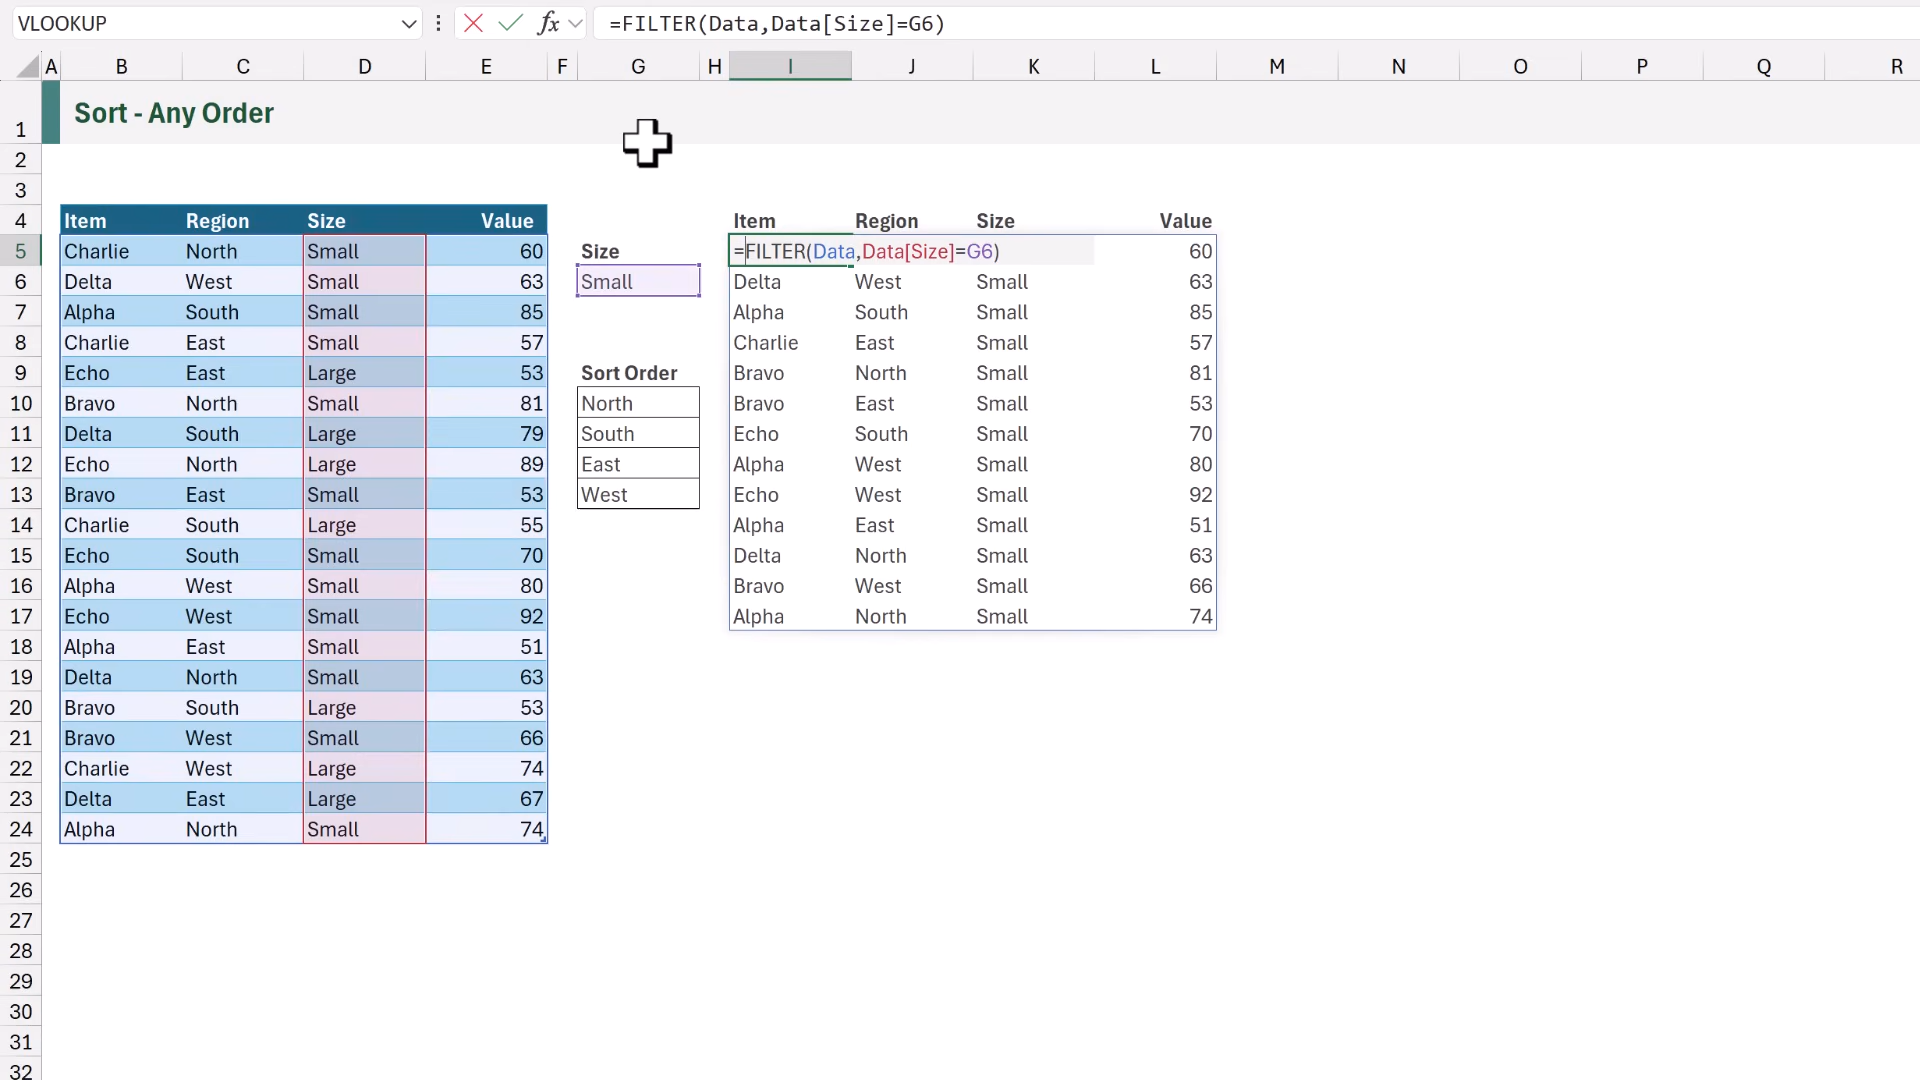 VLOOKUP fx =FILTER(Data,Data[Size]=G6)
A B C D E F G H I J K L M N O P Q R
1 Sort - Any Order
2
3
4 Item Region Size Value Item Region Size Value
5 Charlie North Small 60 Size =FILTER(Data,Data[Size]=G6) 60
6 Delta West Small 63 Small Delta West Small 63
7 Alpha South Small 85 Alpha South Small 85
8 Charlie East Small 57 Charlie East Small 57
9 Echo East Large 53 Sort Order Bravo North Small 81
10 Bravo North Small 81 North Bravo East Small 53
11 Delta South Large 79 South Echo South Small 70
12 Echo North Large 89 East Alpha West Small 80
13 Bravo East Small 53 West Echo West Small 92
14 Charlie South Large 55 Alpha East Small 51
15 Echo South Small 70 Delta North Small 63
16 Alpha West Small 80 Bravo West Small 66
17 Echo West Small 92 Alpha North Small 74
18 Alpha East Small 51
19 Delta North Small 63
20 Bravo South Large 53
21 Bravo West Small 66
22 Charlie West Large 74
23 Delta East Large 67
24 Alpha North Small 74
25
26
27
28
29
30
31
32